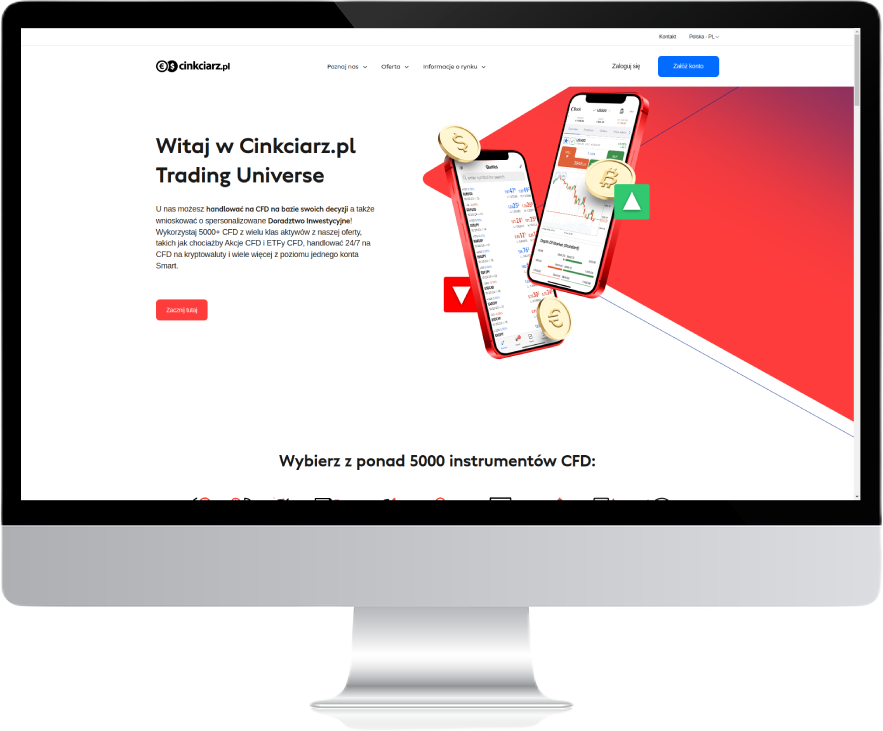 Kontakt Polska - PL
cinkciarz.pl
Poznaj nas Oferta Informacje o rynku
Zaloguj się
Załóż konto
Witaj w Cinkciarz.pl
Trading Universe
U nas możesz handlować na CFD na bazie swoich decyzji a także
wnioskować o spersonalizowane Doradztwo Inwestycyjne!
Wykorzystaj 5000+ CFD z wielu klas aktywów z naszej oferty,
takich jak chociażby Akcje CFD i ETFy CFD, handlować 24/7 na
CFD na kryptowaluty i wiele więcej z poziomu jednego konta
Smart.
Zacznij tutaj
Quotes
Wybierz z ponad 5000 instrumentów CFD: